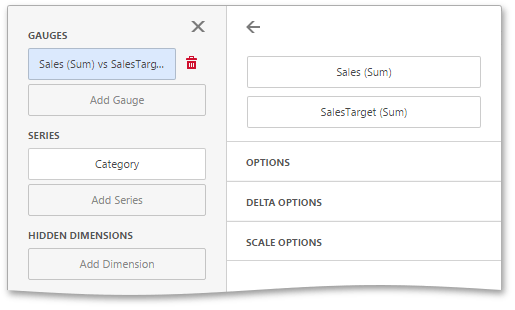 GAUGES
Sales (Sum) vs SalesTarg...
Add Gauge
SERIES
Category
Add Series
HIDDEN DIMENSIONS
Add Dimension
Sales (Sum)
SalesTarget (Sum)
OPTIONS
DELTA OPTIONS
SCALE OPTIONS